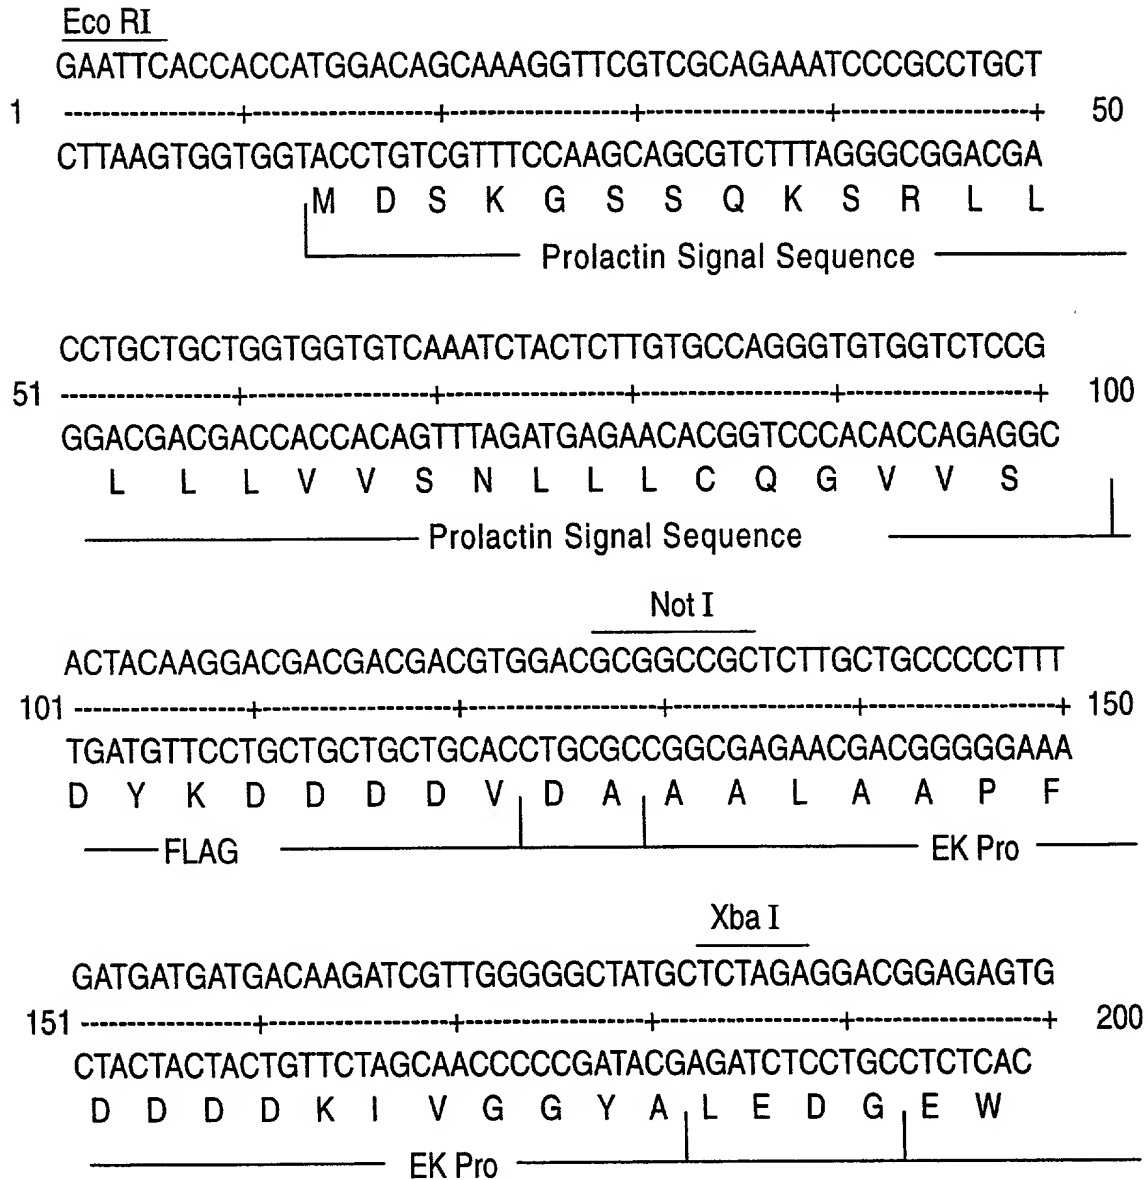 Eco RI
GAATTCACCACCATGGACAGCAAAGGTTCGTCGCAGAAATCCCGCCTGCT
1 ---------+---------+---------+---------+---------+ 50
CTTAAGTGGTGGTACCTGTCGTTTCCAAGCAGCGTCTTTAGGGCGGACGA
M D S K G S S Q K S R L L
Prolactin Signal Sequence
CCTGCTGCTGGTGGTGTCAAATCTACTCTTGTGCCAGGGTGTGGTCTCCG
51 ---------+---------+---------+---------+---------+ 100
GGACGACGACCACCACAGTTTAGATGAGAACACGGTCCCACACCAGAGGC
L L L V V S N L L L C Q G V V S
Prolactin Signal Sequence
Not I
ACTACAAGGACGACGACGACGTGGACGCGGCCGCTCTTGCTGCCCCCTTT
101 ---------+---------+---------+---------+---------+ 150
TGATGTTCCTGCTGCTGCTGCACCTGCGCCGGCGAGAACGACGGGGGAAA
D Y K D D D D V D A A A L A A P F
FLAG EK Pro
Xba I
GATGATGATGACAAGATCGTTGGGGGCTATGCTCTAGAGGACGGAGAGTG
151 ---------+---------+---------+---------+---------+ 200
CTACTACTACTGTTCTAGCAACCCCCGATACGAGATCTCCTGCCTCTCAC
D D D D K I V G G Y A L E D G E W
EK Pro